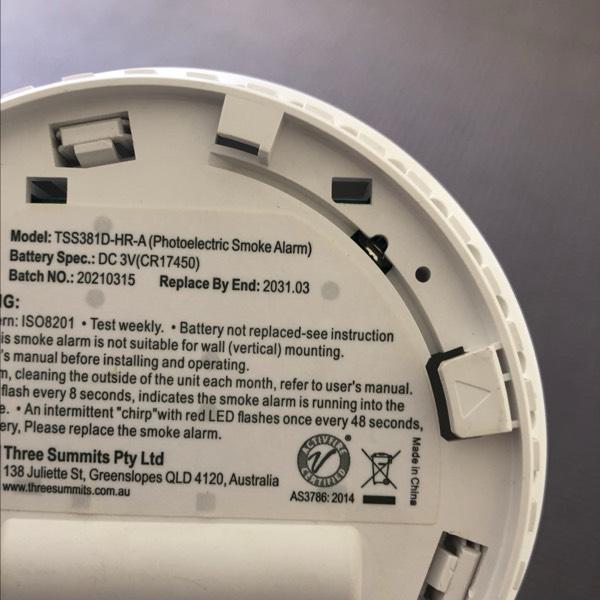 Model: TSS381D-HR-A (Photoelectric Smoke Alarm)
Battery Spec.: DC 3V(CR17450)
Batch NO.: 20210315 Replace By End: 2031.03
NG:
ern: ISO8201 • Test weekly. • Battery not replaced-see instruction
is smoke alarm is not suitable for wall (vertical) mounting.
's manual before installing and operating.
m, cleaning the outside of the unit each month, refer to user's manual.
flash every 8 seconds, indicates the smoke alarm is running into the
e. • An intermittent "chirp"with red LED flashes once every 48 seconds,
ery, Please replace the smoke alarm.
Three Summits Pty Ltd
138 Juliette St, Greenslopes QLD 4120, Australia
www.threesummits.com.au
ACTIVFIRE
®
CERTIFIED
AS3786: 2014
Made in China